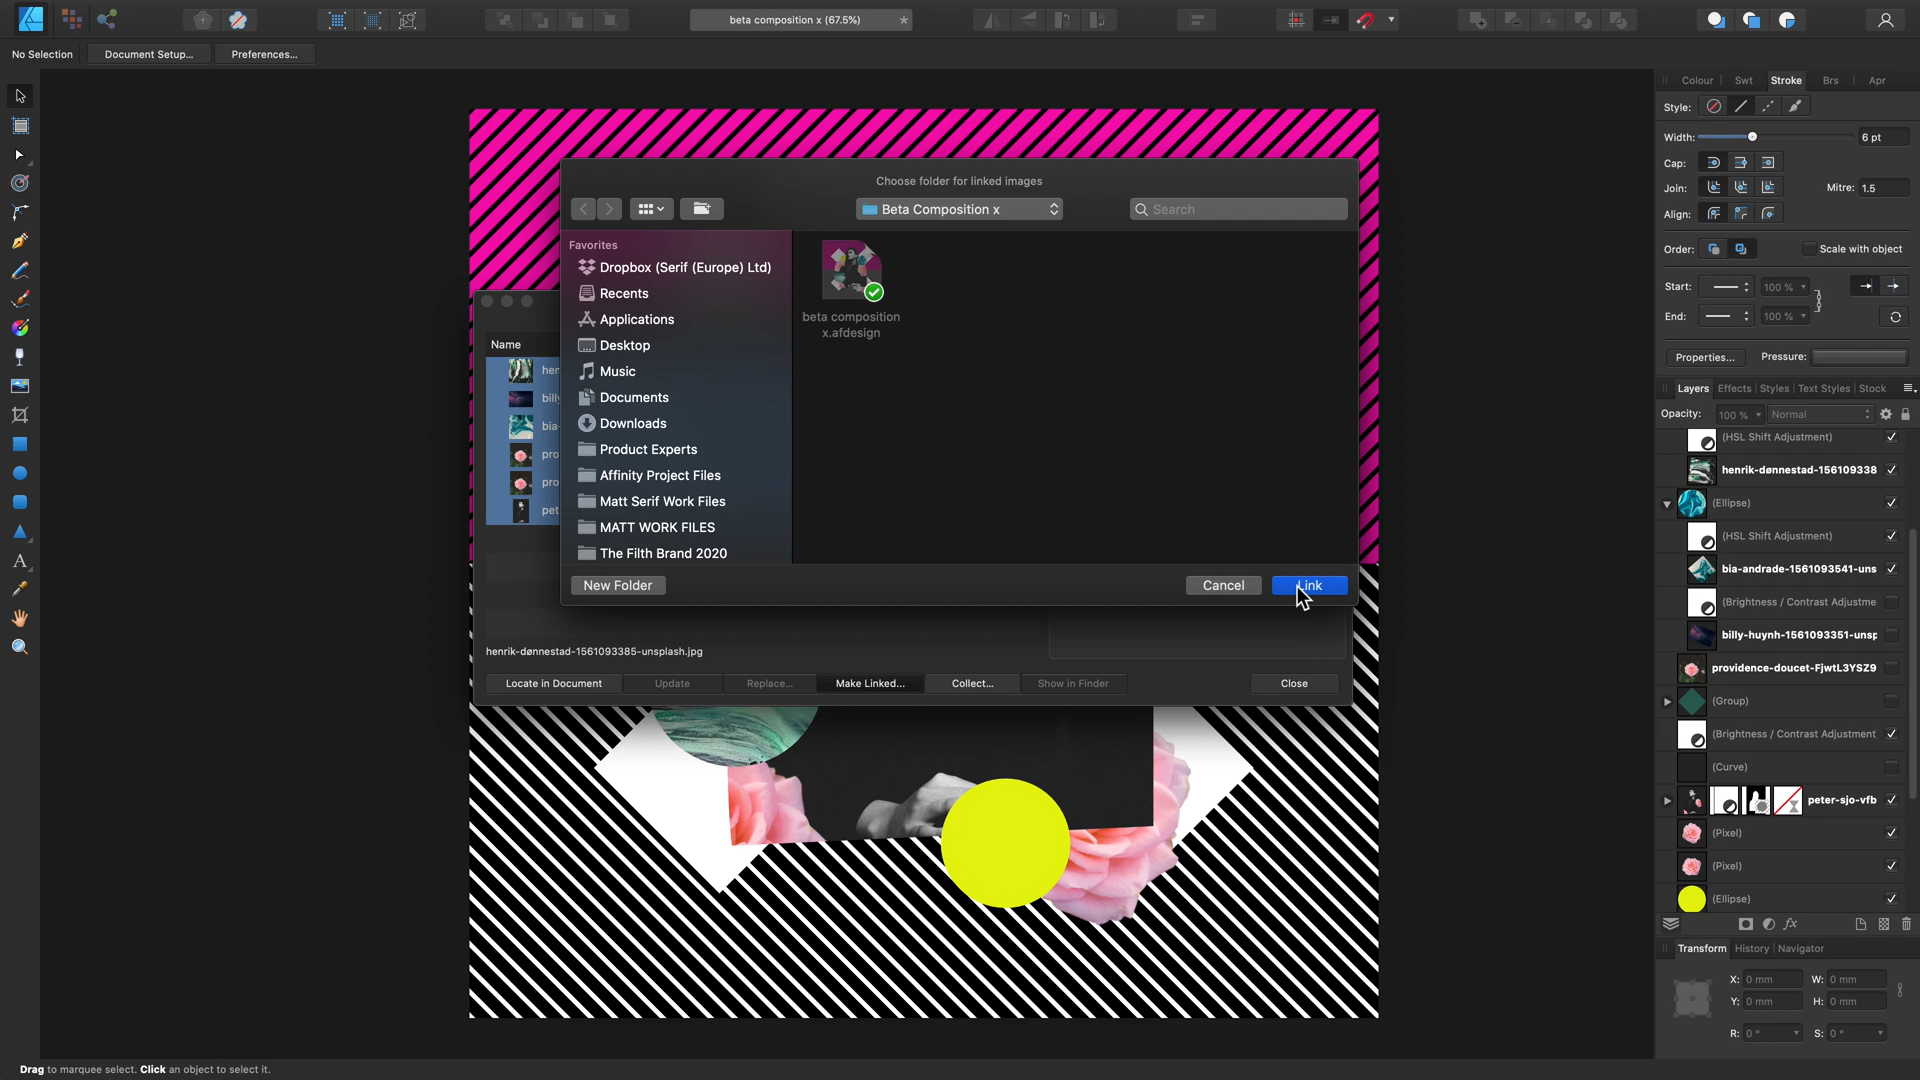 beta composition x (67.5%)
No Selection
Document Setup...
Preferences...
Colour
Swt
Stroke
Brs
Apr
Style:
Width:
6 pt
Cap:
Join:
Mitre:
1.5
Align:
Order:
Scale with object
Start:
100 %
End:
100 %
Properties...
Pressure:
Choose folder for linked images
Beta Composition x
Search
Favorites
Dropbox (Serif (Europe) Ltd)
Recents
Applications
Desktop
Music
Documents
Downloads
Product Experts
Affinity Project Files
Matt Serif Work Files
MATT WORK FILES
The Filth Brand 2020
beta composition
x.afdesign
New Folder
Cancel
Link
Name
hen
billy
bia-
pro
pro
pet
henrik-dønnestad-1561093385-unsplash.jpg
Locate in Document
Update
Replace...
Make Linked...
Collect...
Show in Finder
Close
Layers
Effects
Styles
Text Styles
Stock
Opacity:
100 %
Normal
(HSL Shift Adjustment)
henrik-dønnestad-156109338
(Ellipse)
(HSL Shift Adjustment)
bia-andrade-1561093541-uns
(Brightness / Contrast Adjustme
billy-huynh-1561093351-unsp
providence-doucet-FjwtL3YSZ9
(Group)
(Brightness / Contrast Adjustment
(Curve)
peter-sjo-vfb
(Pixel)
(Pixel)
(Ellipse)
Transform
History
Navigator
X: 0 mm
W: 0 mm
Y: 0 mm
H: 0 mm
R: 0 °
S: 0 °
Drag to marquee select. Click an object to select it.